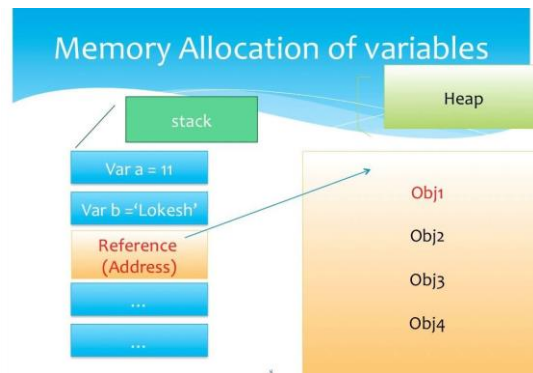 Memory Allocation of variables
stack
Heap
Var a = 11
Var b =‘Lokesh’
Reference
(Address)
...
...
Obj1
Obj2
Obj3
Obj4